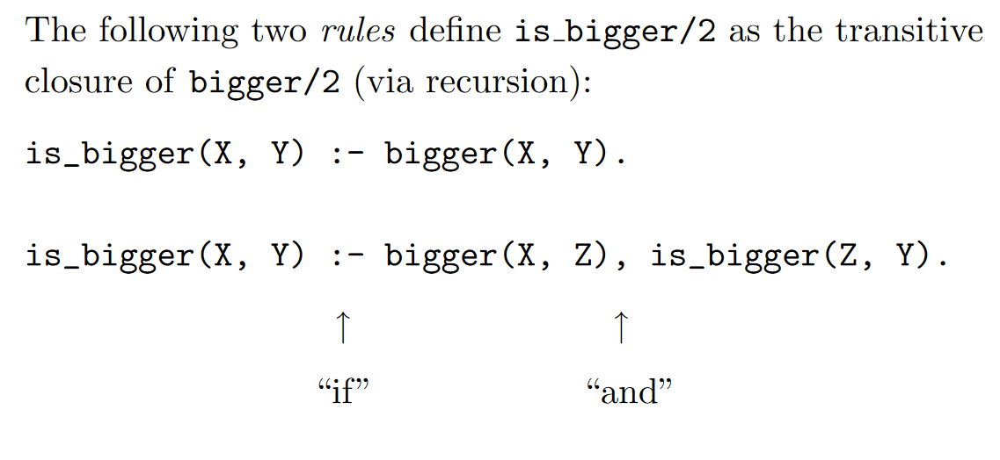 The following two rules define is_bigger/2 as the transitive
closure of bigger/2 (via recursion):
is_bigger(X, Y) :- bigger(X, Y).
is_bigger(X, Y) :- bigger(X, Z), is_bigger(Z, Y).
↑ ↑
“if” “and”